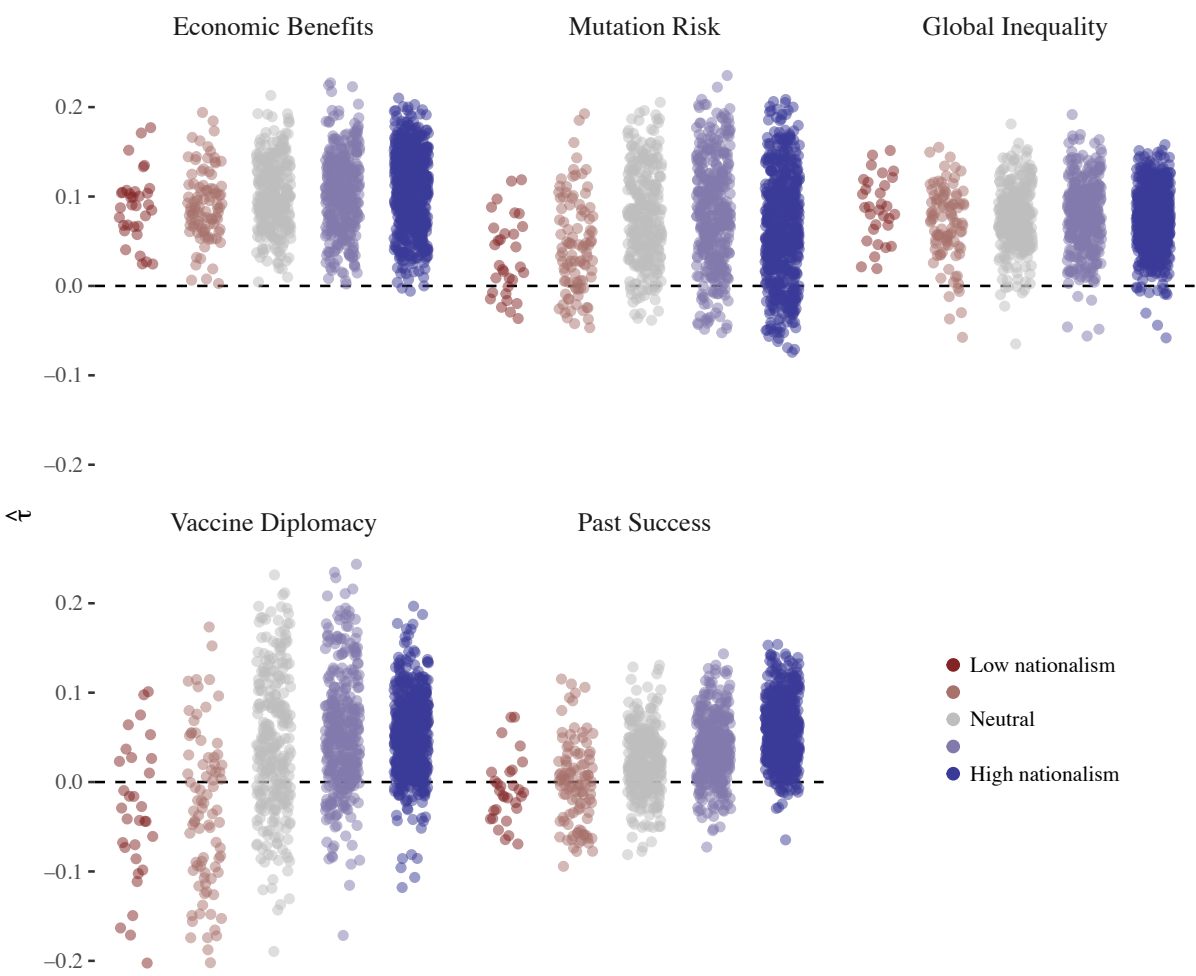 Economic Benefits
Mutation Risk
Global Inequality
0.2
0.1
0.0
–0.1
–0.2
τ̂
Vaccine Diplomacy
Past Success
0.2
0.1
0.0
–0.1
–0.2
Low nationalism
Neutral
High nationalism